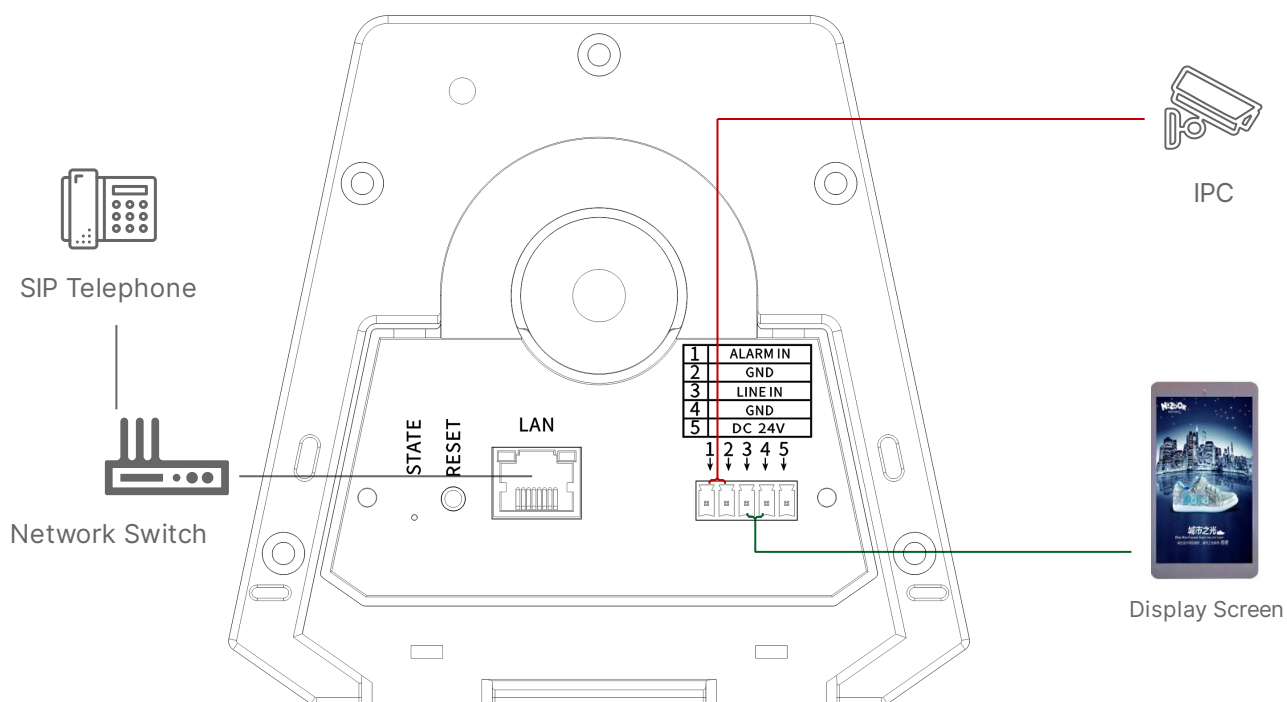 IPC
SIP Telephone
1 ALARM IN
2 GND
3 LINE IN
4 GND
5 DC 24V
1 2 3 4 5
STATE
RESET
LAN
Network Switch
城市之光
Display Screen